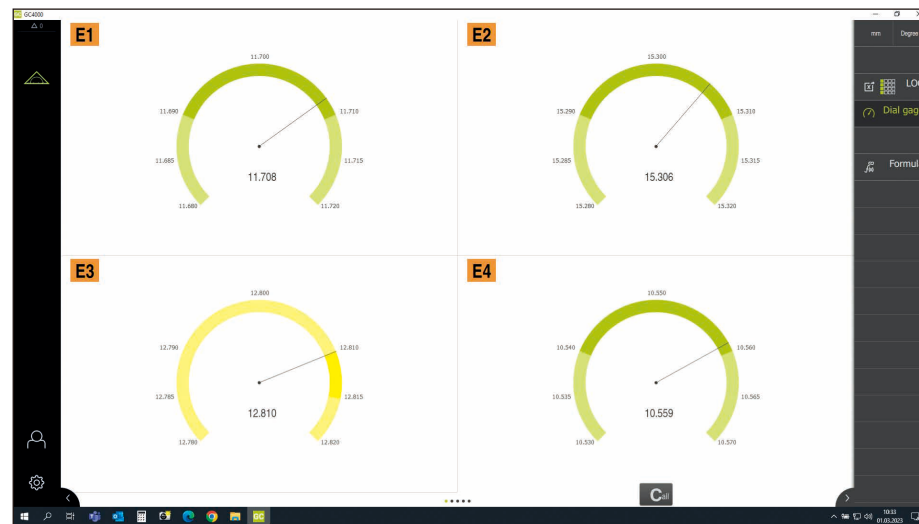 GC GC4000
△ 0
mm Degree
E1
11.700
11.690 11.710
11.685 11.715
11.708
11.680 11.720
E2
15.300
15.290 15.310
15.285 15.315
15.306
15.280 15.320
Dial gag
Formul
E3
12.800
12.790 12.810
12.785 12.815
12.810
12.780 12.820
E4
10.550
10.540 10.560
10.535 10.565
10.559
10.530 10.570
Call
GC
10:33
01.03.2023